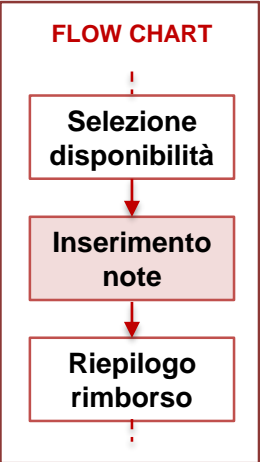 FLOW CHART
Selezione
disponibilità
Inserimento
note
Riepilogo
rimborso